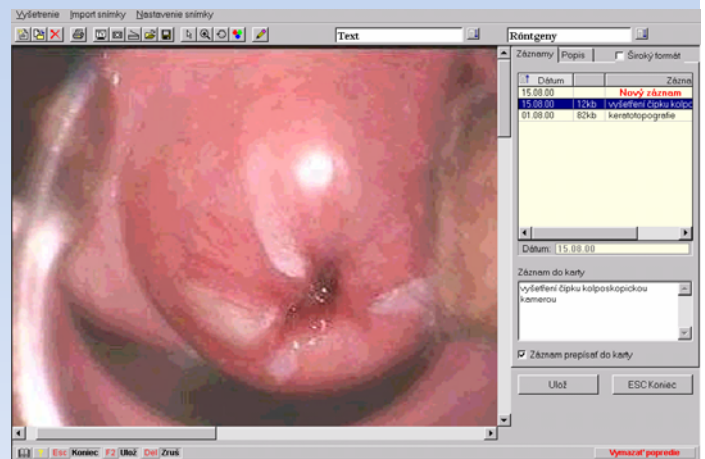 Vyšetrenie Import snímky Nastavenie snímky
Text Röntgeny
Záznamy Popis Široký formát
Dátum Zázna
15.08.00 Nový záznam
15.08.00 12kb vyšetření čípku kolpo
01.08.00 82kb keratotopografie
Dátum: 15.08.00
Záznam do karty
vyšetření čípku kolposkopickou
kamerou
Záznam prepísať do karty
Ulož ESC Koniec
Esc Koniec F2 Ulož Del Zruš Vymazať popredie